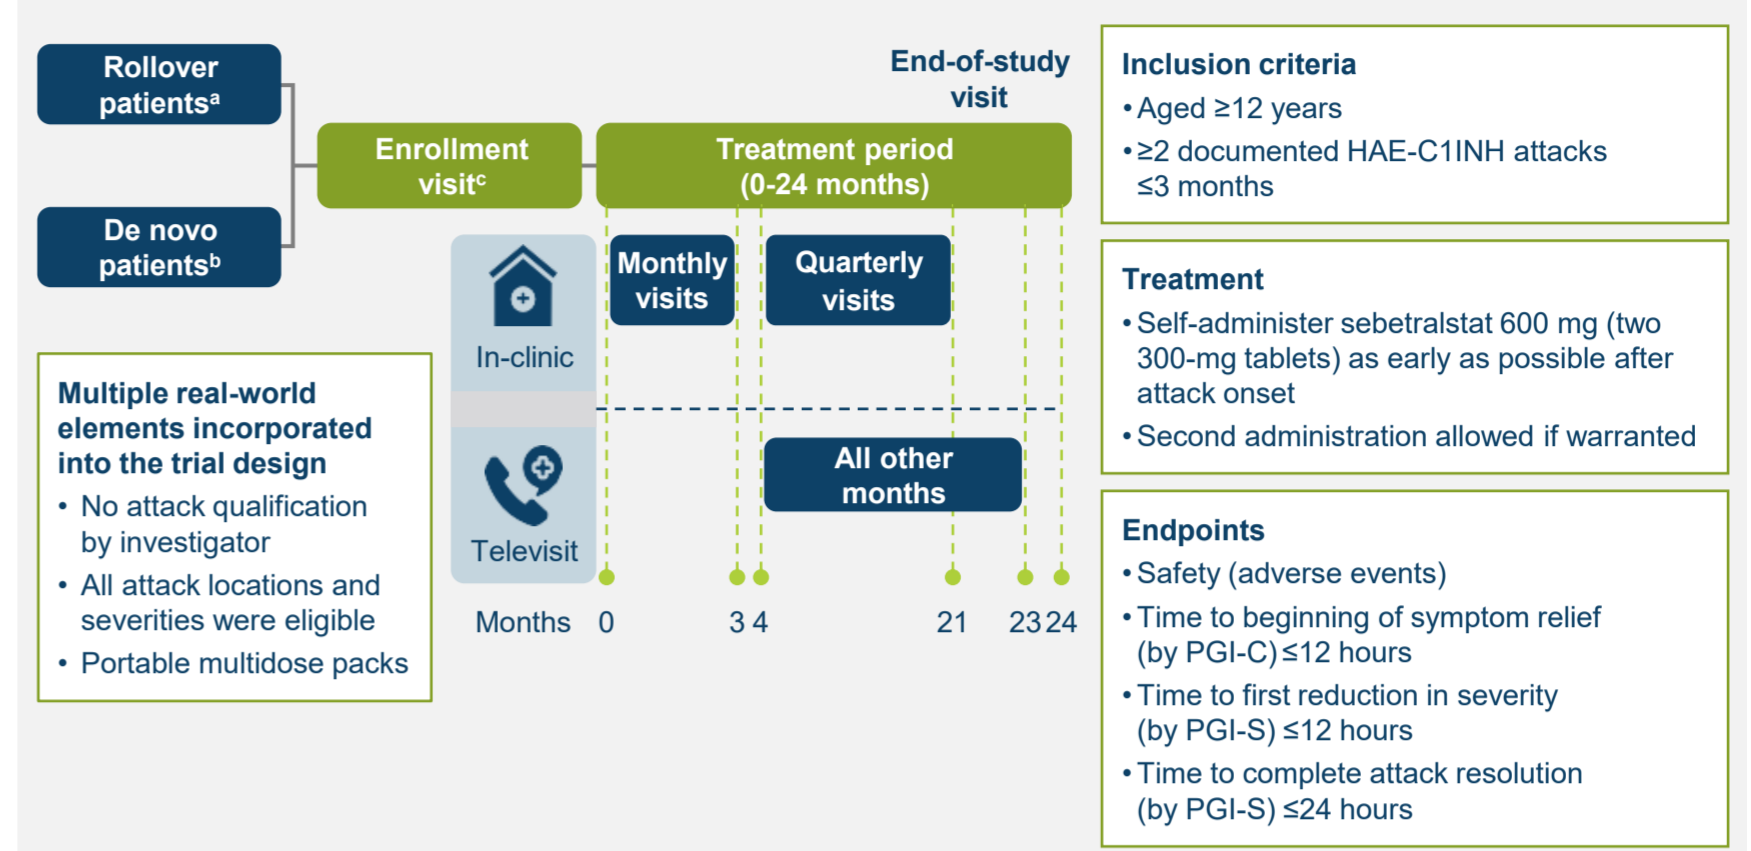 Rollover
patientsᵃ
De novo
patientsᵇ
Enrollment
visitᶜ
End-of-study
visit
Treatment period
(0-24 months)
In-clinic
Monthly
visits
Quarterly
visits
Televisit
All other
months
Months 0 3 4 21 23 24
Multiple real-world
elements incorporated
into the trial design
• No attack qualification
by investigator
• All attack locations and
severities were eligible
• Portable multidose packs
Inclusion criteria
• Aged ≥12 years
• ≥2 documented HAE-C1INH attacks
≤3 months
Treatment
• Self-administer sebetralstat 600 mg (two
300-mg tablets) as early as possible after
attack onset
• Second administration allowed if warranted
Endpoints
• Safety (adverse events)
• Time to beginning of symptom relief
(by PGI-C) ≤12 hours
• Time to first reduction in severity
(by PGI-S) ≤12 hours
• Time to complete attack resolution
(by PGI-S) ≤24 hours